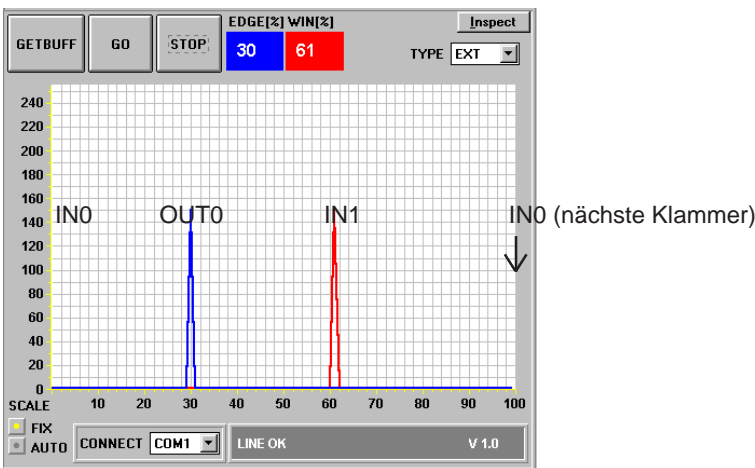 EDGE[%] WIN[%]
Inspect
GETBUFF GO STOP 30 61
TYPE EXT
240
220
200
180
160
IN0 OUT0 IN1 IN0 (nächste Klammer)
140
120
100
80
60
40
20
0
SCALE 10 20 30 40 50 60 70 80 90 100
FIX
AUTO CONNECT COM1 LINE OK V 1.0